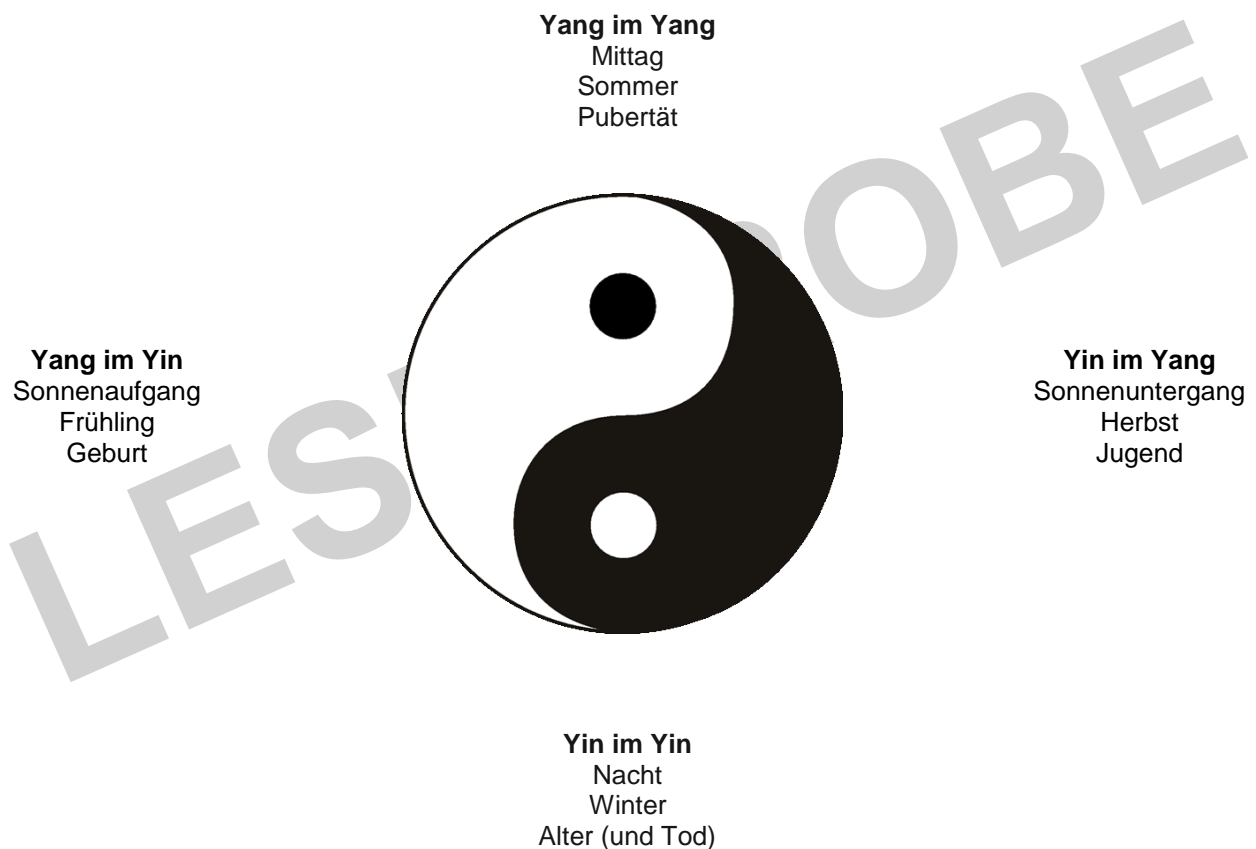 Yang im Yang
Mittag
Sommer
Pubertät
Yang im Yin
Sonnenaufgang
Frühling
Geburt
Yin im Yang
Sonnenuntergang
Herbst
Jugend
Yin im Yin
Nacht
Winter
Alter (und Tod)